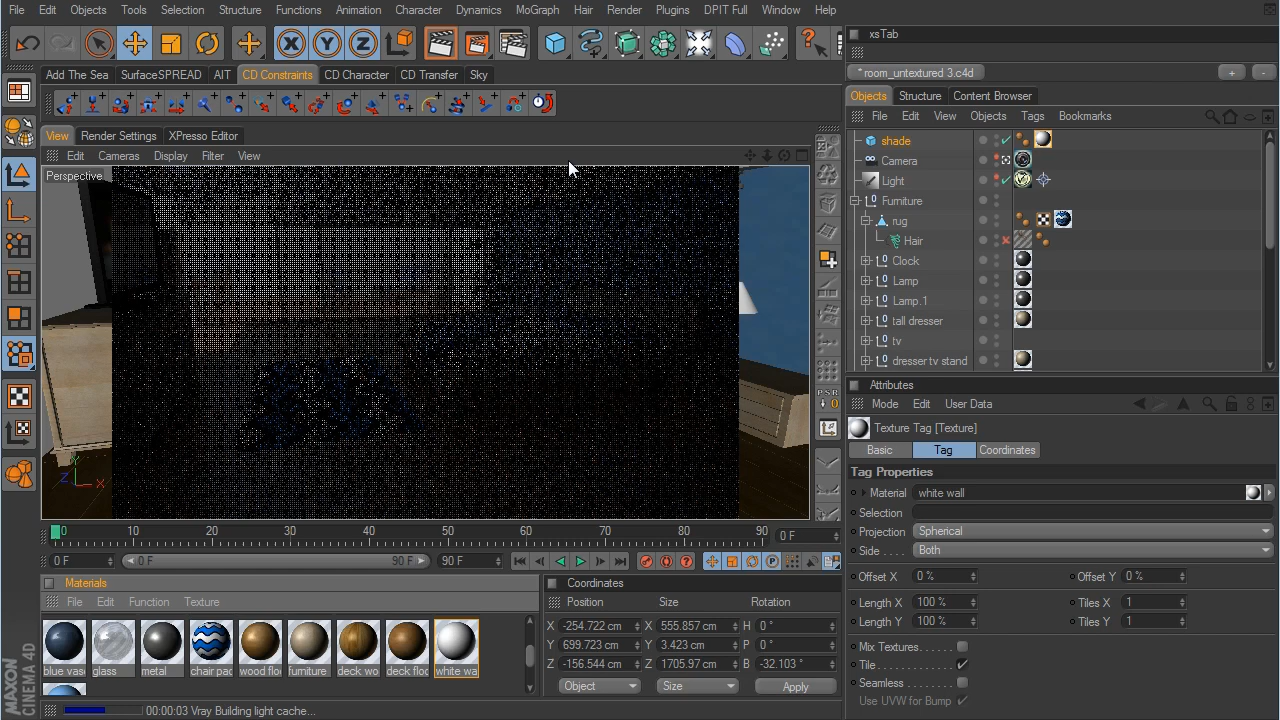 File Edit Objects Tools Selection Structure Functions Animation Character Dynamics MoGraph Hair Render Plugins DPIT Full Window Help
xsTab
* room_untextured 3.c4d + -
Add The Sea SurfaceSPREAD AIT CD Constraints CD Character CD Transfer Sky
Objects Structure Content Browser
File Edit View Objects Tags Bookmarks
View Render Settings XPresso Editor
Edit Cameras Display Filter View
Perspective
shade
Camera
Light
Furniture
rug
Hair
Clock
Lamp
Lamp.1
tall dresser
tv
dresser tv stand
X Y Z
P S R
0
Y
Z X
Attributes
Mode Edit User Data
Texture Tag [Texture]
Basic Tag Coordinates
Tag Properties
Material white wall
Selection
Projection Spherical
Side . . . . Both
Offset X 0 % Offset Y 0 %
Length X 100 % Tiles X 1
Length Y 100 % Tiles Y 1
Mix Textures.
Tile
Seamless
Use UVW for Bump
0 10 20 30 40 50 60 70 80 90 0 F
0 F 0 F 90 F 90 F
Materials
File Edit Function Texture
blue vas glass metal chair pad wood floo furniture deck wo deck floo white wa
Coordinates
Position Size Rotation
X -254.722 cm X 555.857 cm H 0 °
Y 699.723 cm Y 3.423 cm P 0 °
Z -156.544 cm Z 1705.97 cm B -32.103 °
Object Size Apply
MAXON
CINEMA 4D
00:00:03 Vray Building light cache...